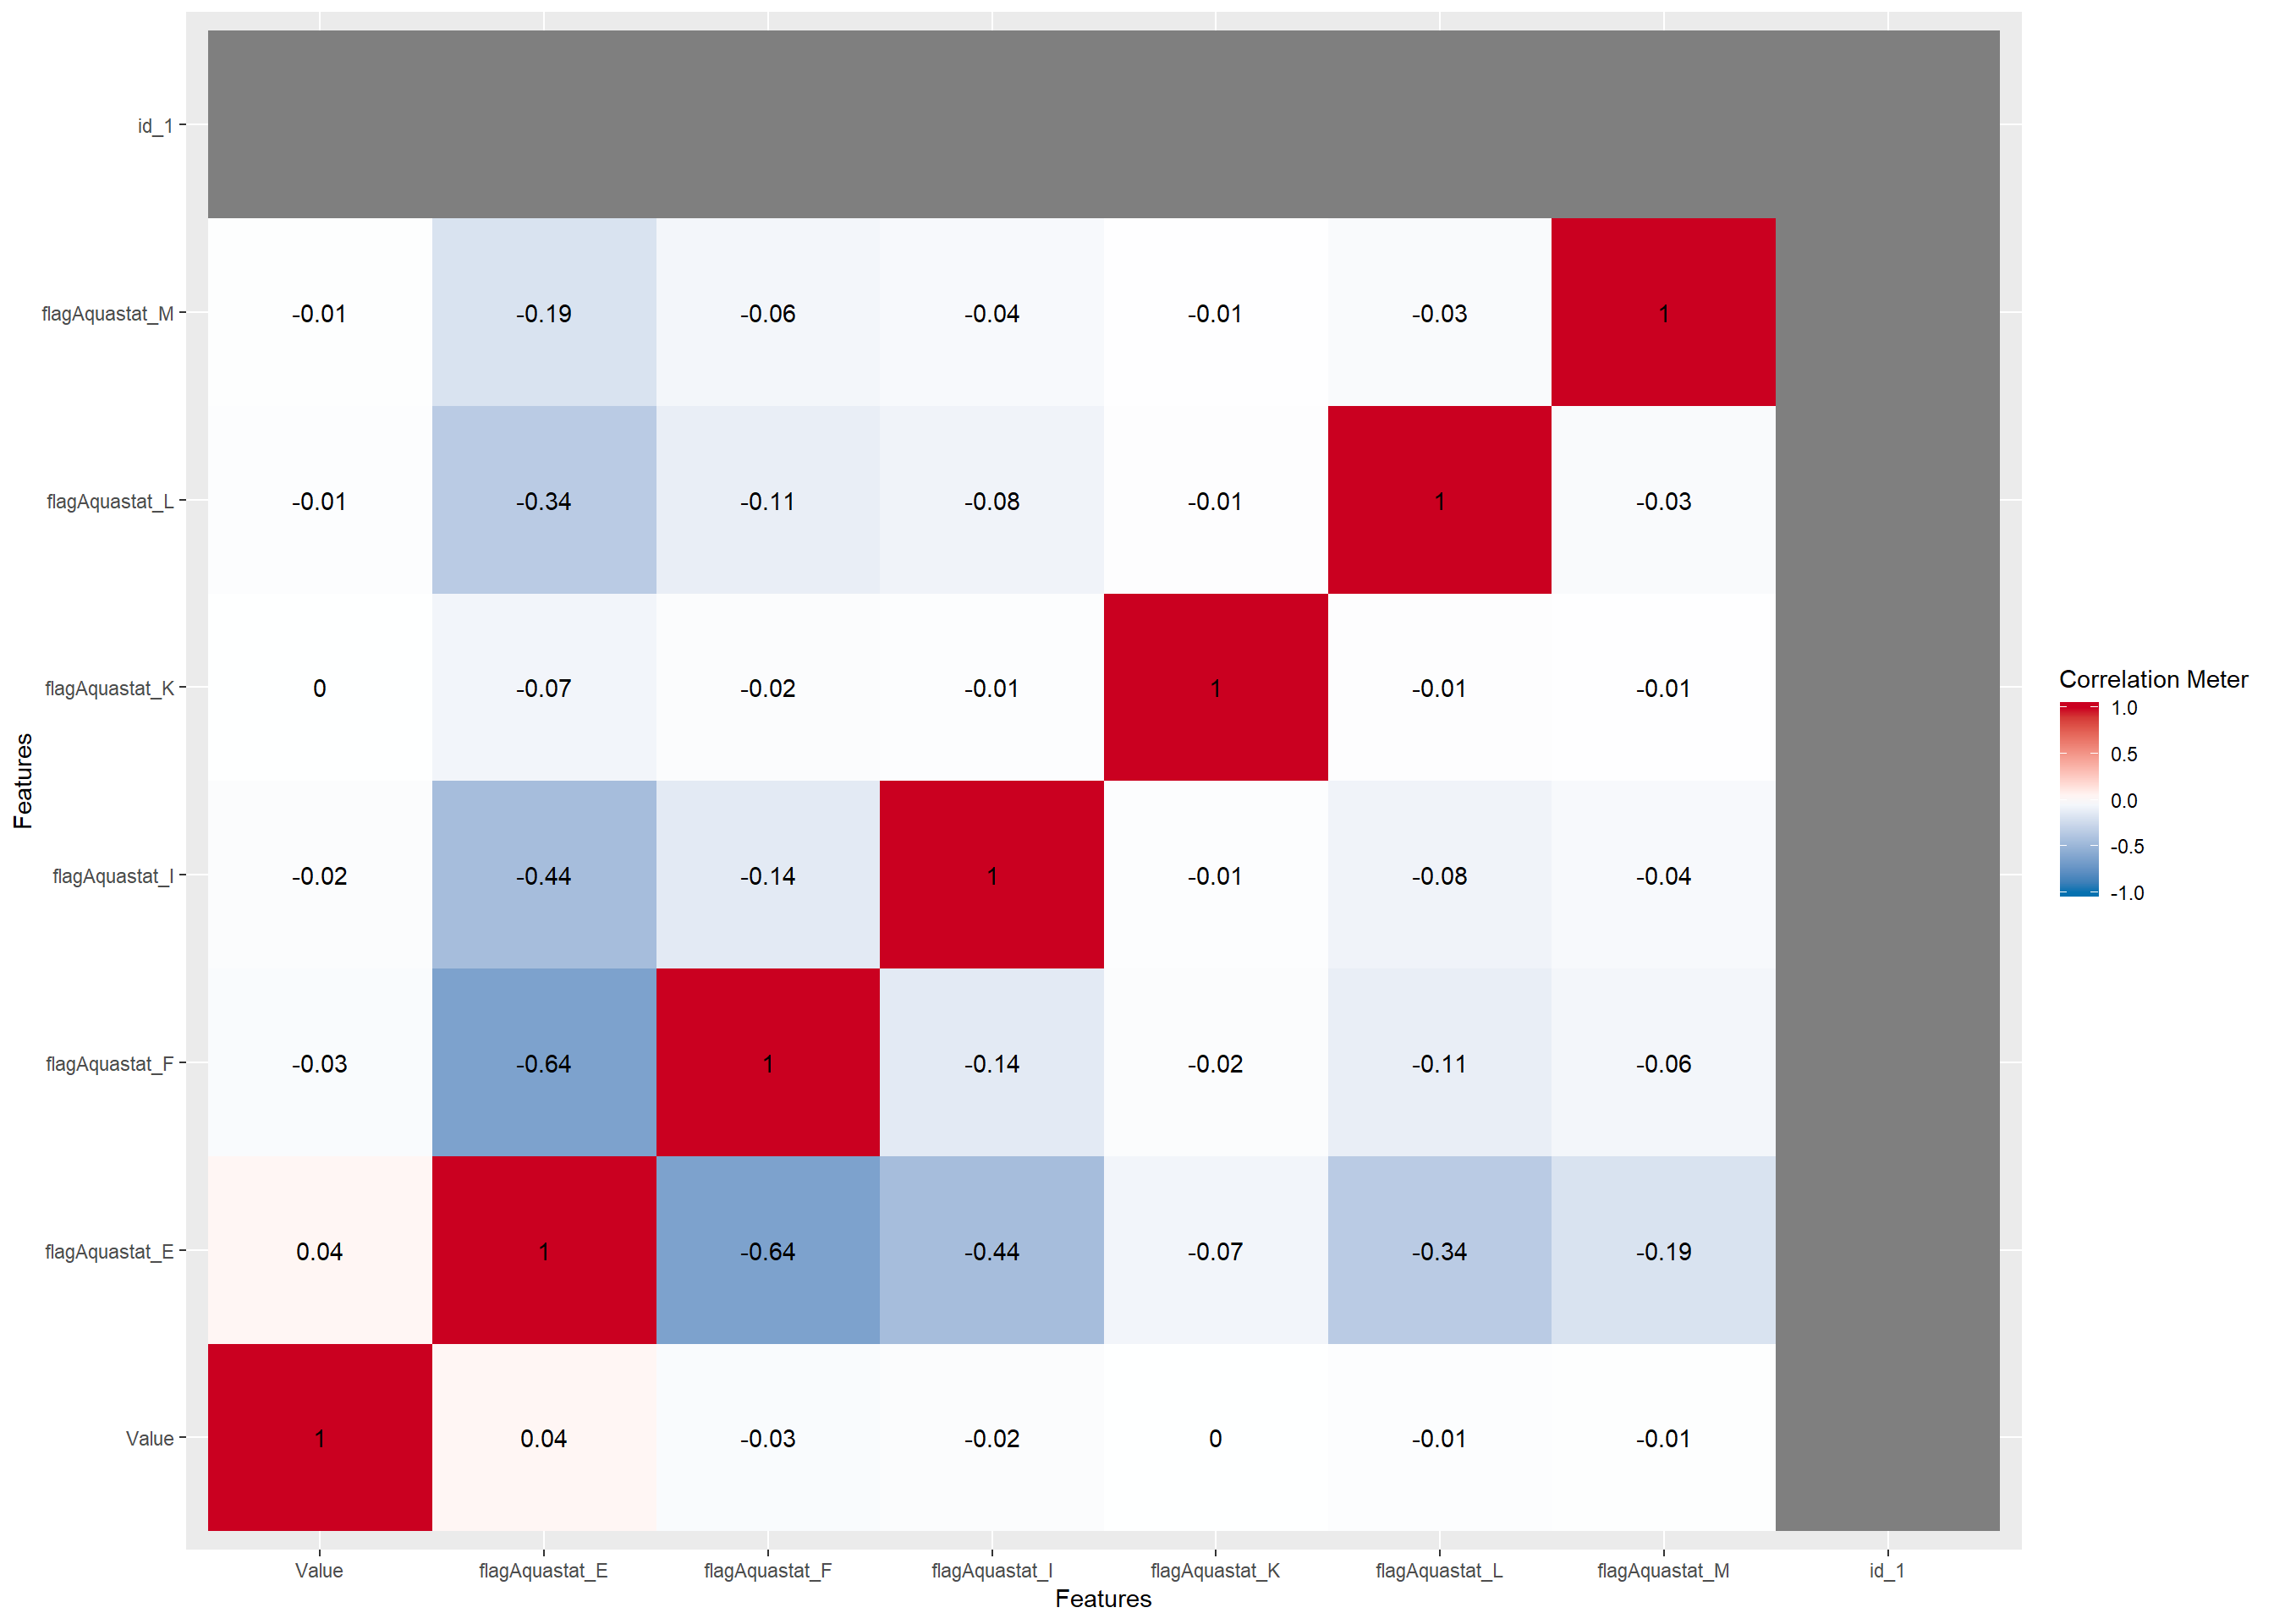 id_1
flagAquastat_M -0.01 -0.19 -0.06 -0.04 -0.01 -0.03 1
flagAquastat_L -0.01 -0.34 -0.11 -0.08 -0.01 1 -0.03
flagAquastat_K 0 -0.07 -0.02 -0.01 1 -0.01 -0.01
flagAquastat_I -0.02 -0.44 -0.14 1 -0.01 -0.08 -0.04
flagAquastat_F -0.03 -0.64 1 -0.14 -0.02 -0.11 -0.06
flagAquastat_E 0.04 1 -0.64 -0.44 -0.07 -0.34 -0.19
Value 1 0.04 -0.03 -0.02 0 -0.01 -0.01
Value flagAquastat_E flagAquastat_F flagAquastat_I flagAquastat_K flagAquastat_L flagAquastat_M id_1
Features
Features
Correlation Meter
1.0
0.5
0.0
-0.5
-1.0